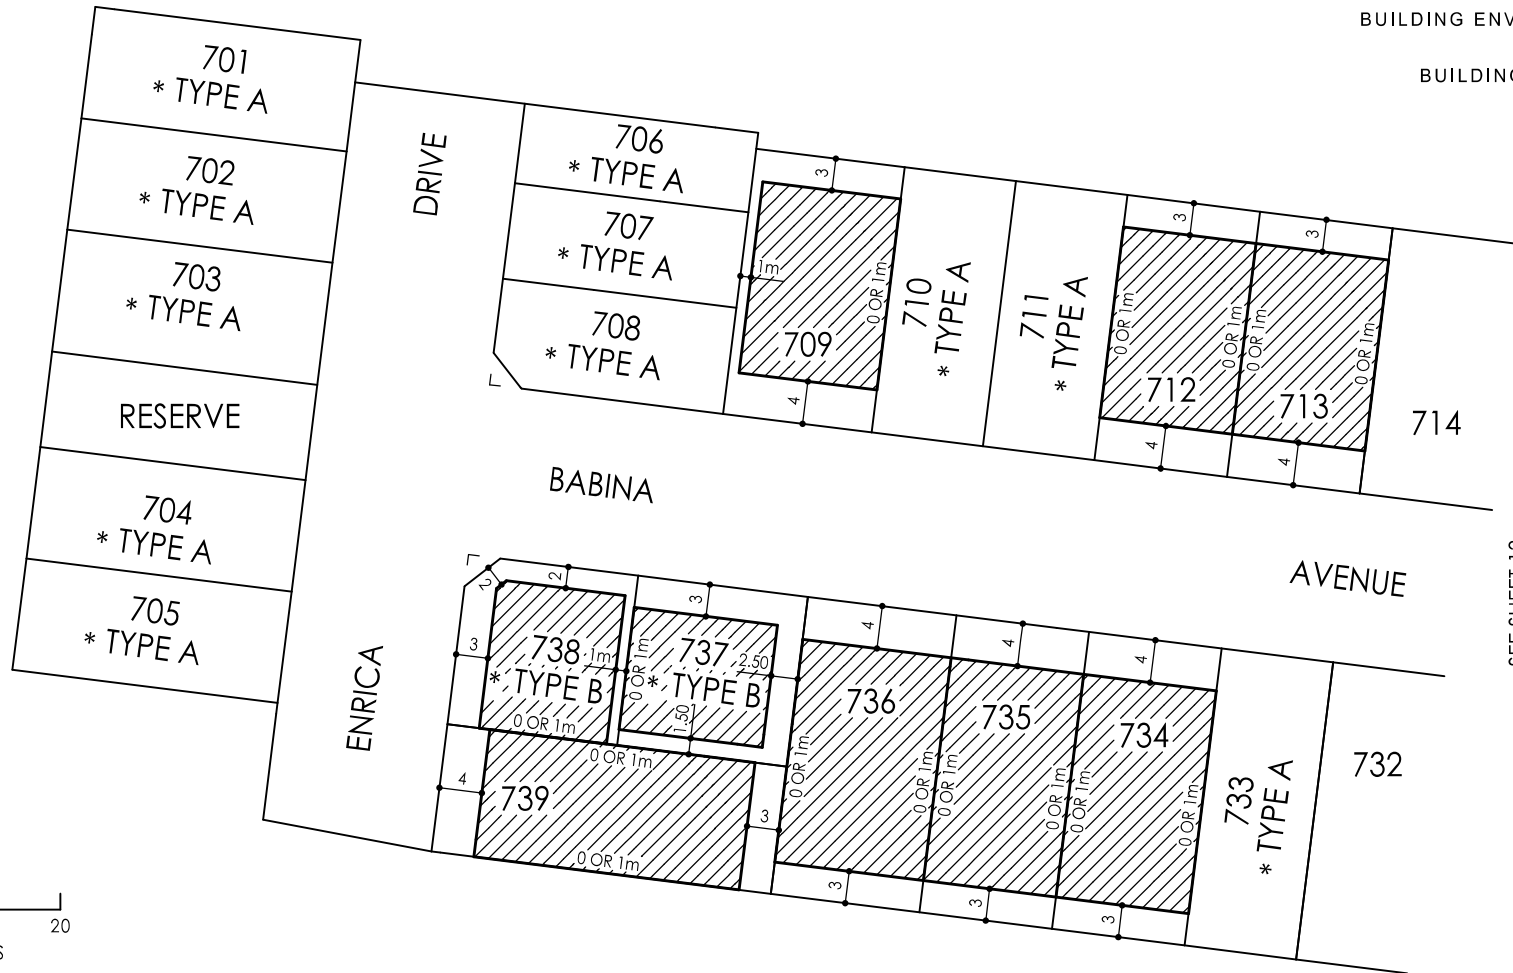 BUILDING ENV
BUILDING
701
* TYPE A
702
* TYPE A
703
* TYPE A
RESERVE
704
* TYPE A
705
* TYPE A
DRIVE
ENRICA
706
* TYPE A
707
* TYPE A
708
* TYPE A
3
1m
0 OR 1m
709
4
710
* TYPE A
711
* TYPE A
3
0 OR 1m
0 OR 1m
712
4
3
0 OR 1m
0 OR 1m
713
4
714
BABINA
AVENUE
2
2
3
738
1m
* TYPE B
0 OR 1m
3
0 OR 1m
737
2.50
* TYPE B
1.50
4
736
0 OR 1m
0 OR 1m
3
4
735
0 OR 1m
0 OR 1m
3
4
734
0 OR 1m
0 OR 1m
3
733
* TYPE A
732
0 OR 1m
4
739
3
0 OR 1m
20
S